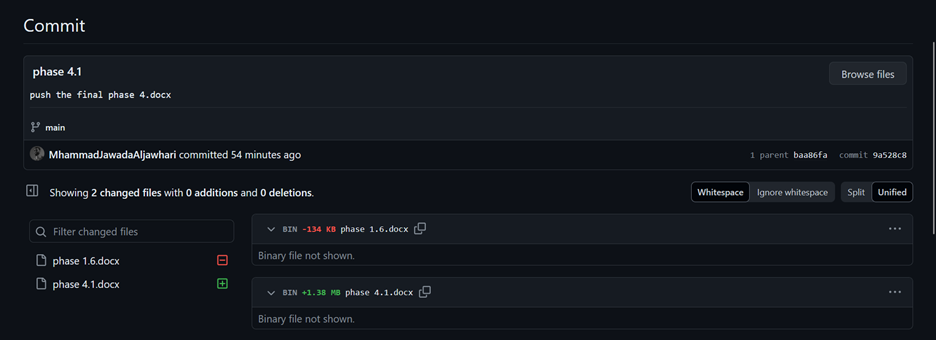 Commit
phase 4.1
Browse files
push the final phase 4.docx
main
MhammadJawadaAljawhari committed 54 minutes ago
1 parent baa86fa commit 9a528c8
Showing 2 changed files with 0 additions and 0 deletions.
Whitespace Ignore whitespace Split Unified
Filter changed files
phase 1.6.docx
phase 4.1.docx
BIN -134 KB phase 1.6.docx
Binary file not shown.
BIN +1.38 MB phase 4.1.docx
Binary file not shown.